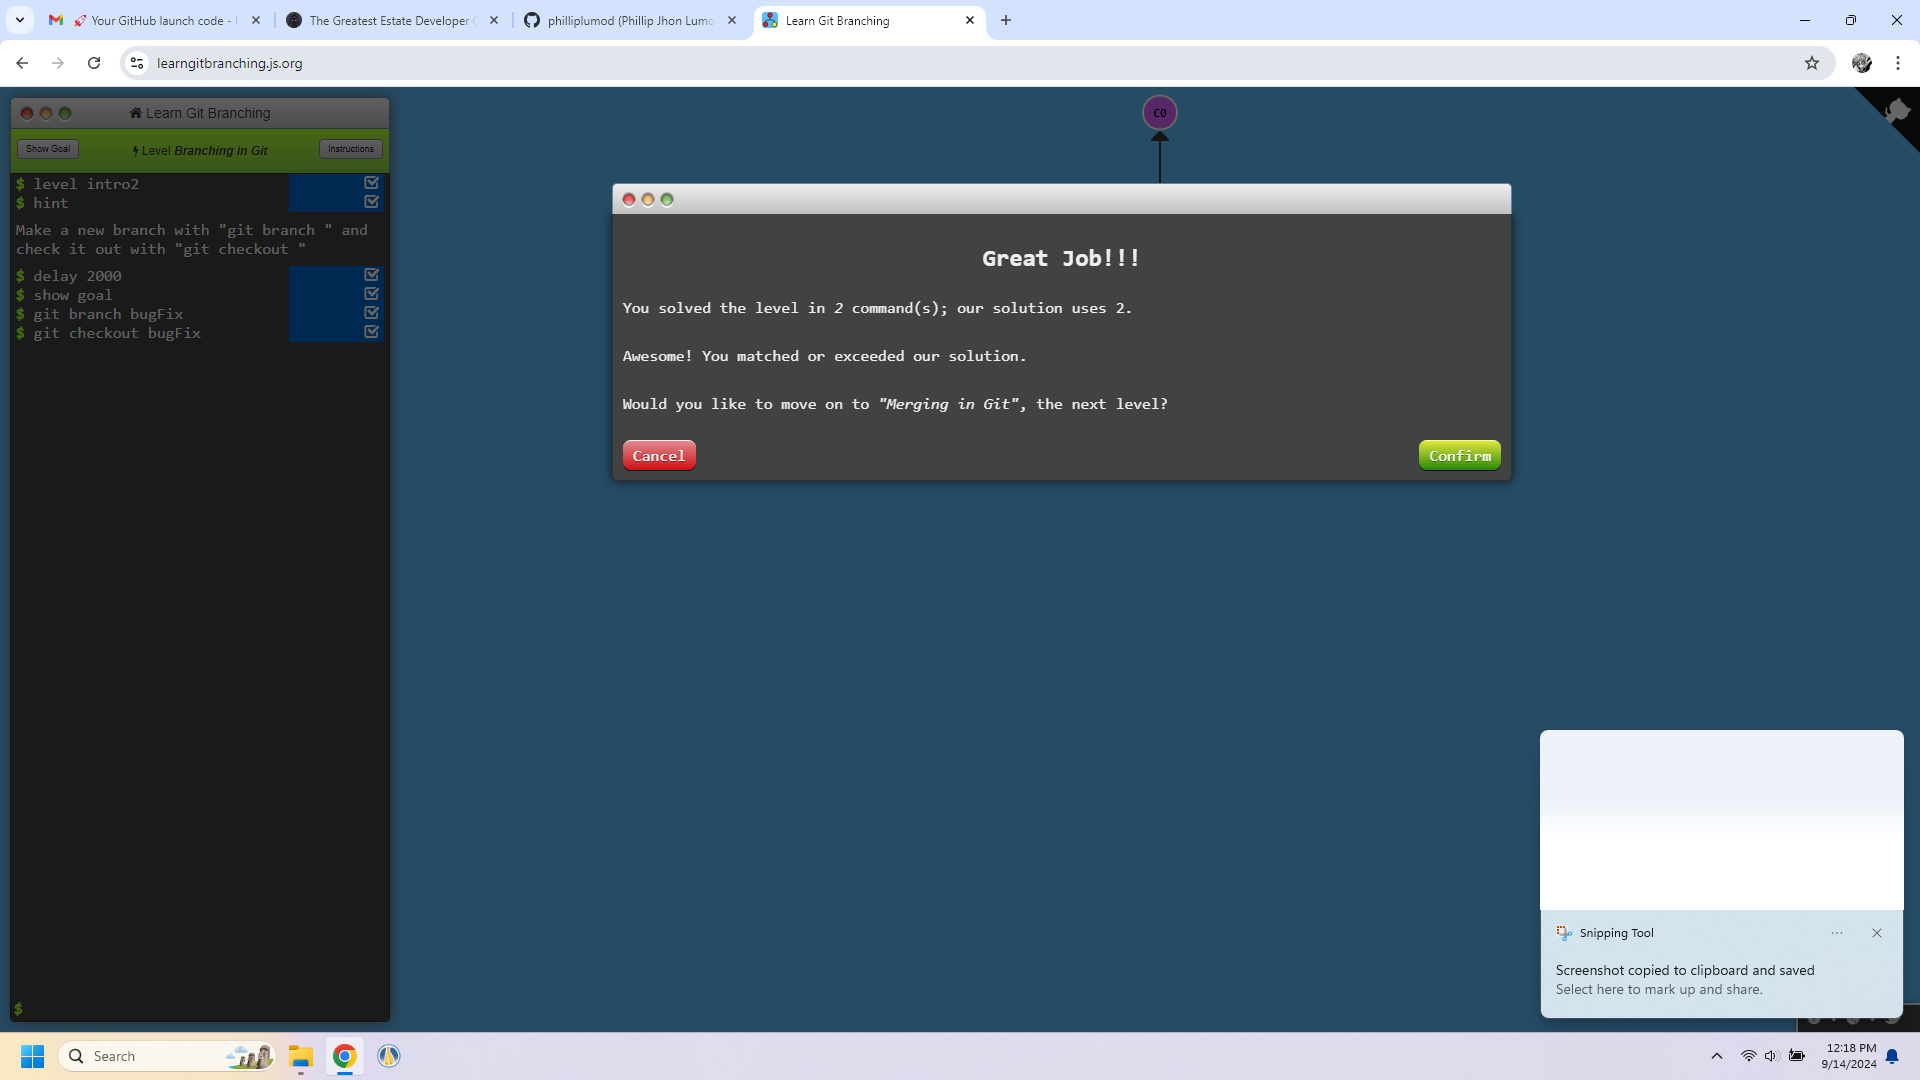 Your GitHub launch code -
The Greatest Estate Developer
philliplumod (Phillip Jhon Lumo
Learn Git Branching
learngitbranching.js.org
Learn Git Branching
Show Goal
Level Branching in Git
Instructions
$ level intro2
$ hint
Make a new branch with "git branch " and
check it out with "git checkout "
$ delay 2000
$ show goal
$ git branch bugFix
$ git checkout bugFix
$
C0
Great Job!!!
You solved the level in 2 command(s); our solution uses 2.
Awesome! You matched or exceeded our solution.
Would you like to move on to "Merging in Git", the next level?
Cancel
Confirm
Snipping Tool
Screenshot copied to clipboard and saved
Select here to mark up and share.
Search
12:18 PM
9/14/2024